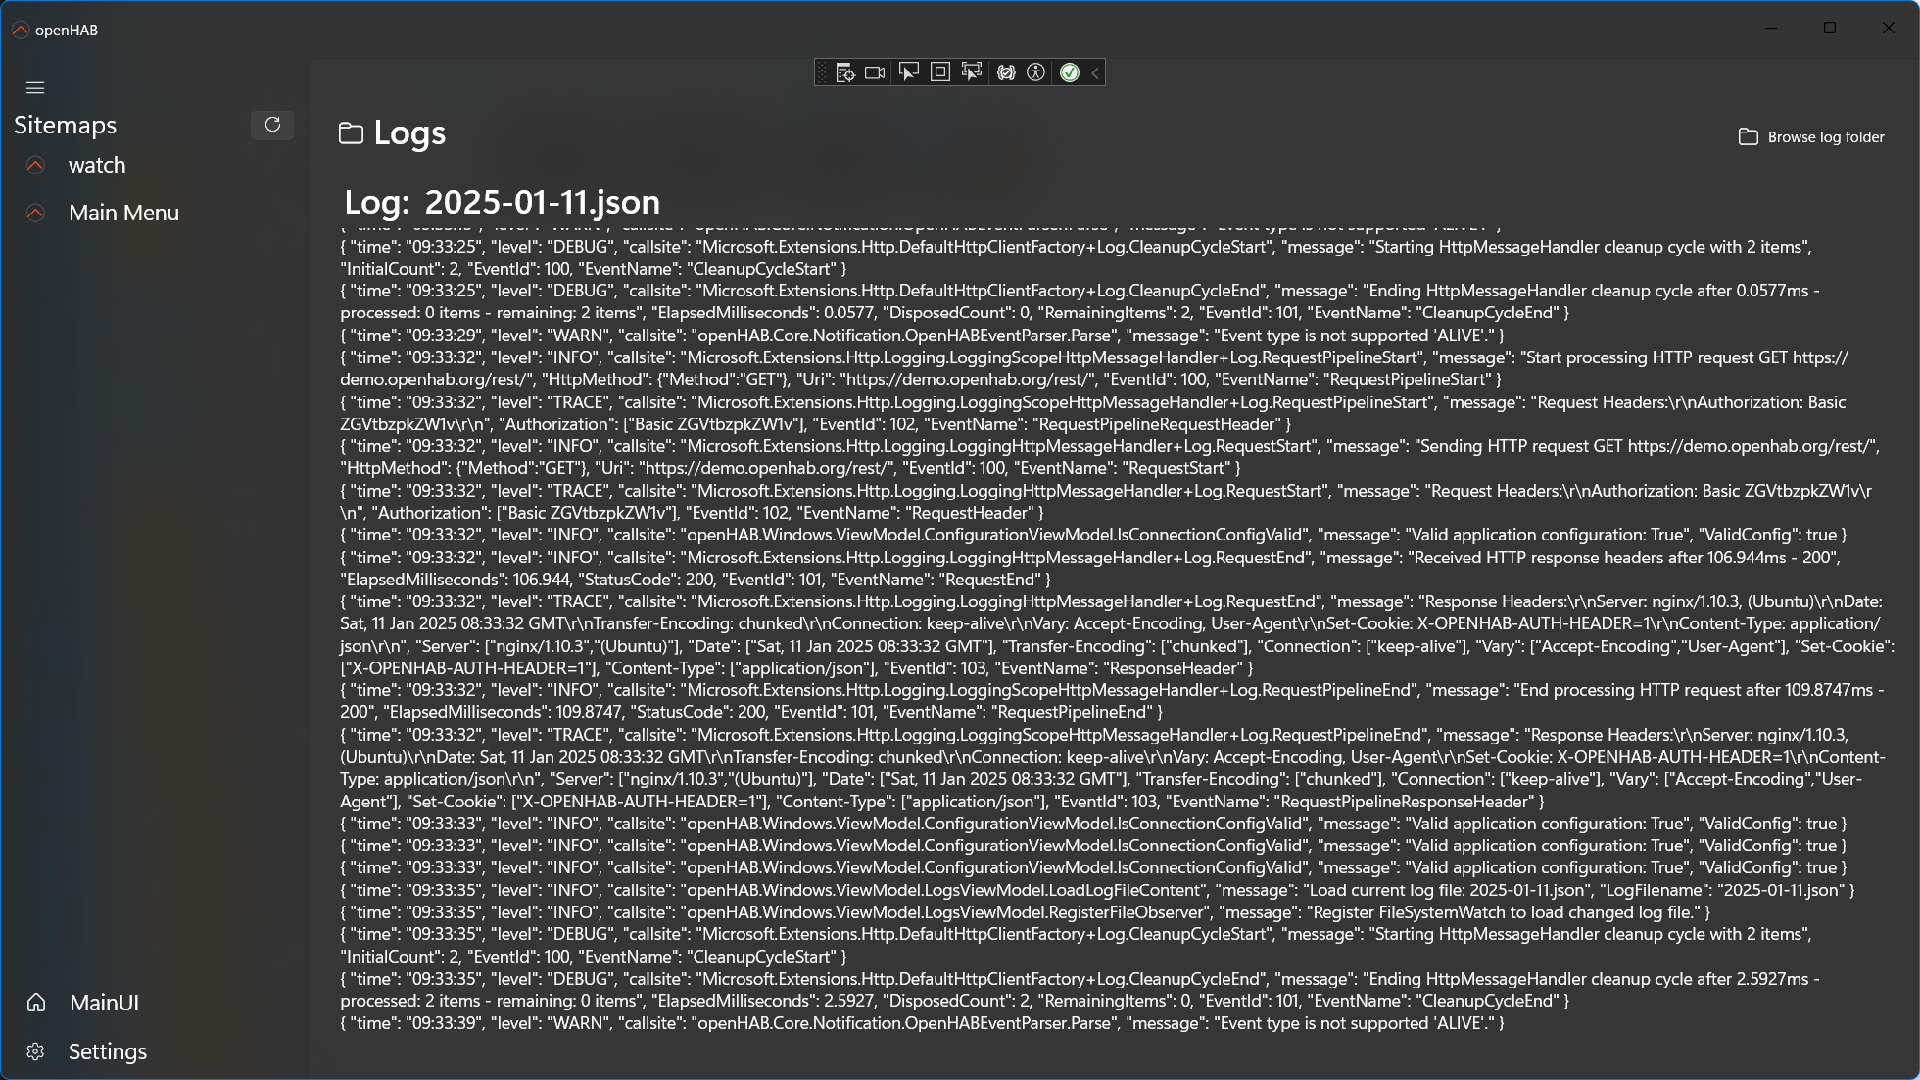 openHAB
Sitemaps
watch
Main Menu
Logs
Browse log folder
Log: 2025-01-11.json
{ "time": "09:33:25", "level": "DEBUG", "callsite": "Microsoft.Extensions.Http.DefaultHttpClientFactory+Log.CleanupCycleStart", "message": "Starting HttpMessageHandler cleanup cycle with 2 items",
"InitialCount": 2, "EventId": 100, "EventName": "CleanupCycleStart" }
{ "time": "09:33:25", "level": "DEBUG", "callsite": "Microsoft.Extensions.Http.DefaultHttpClientFactory+Log.CleanupCycleEnd", "message": "Ending HttpMessageHandler cleanup cycle after 0.0577ms -
processed: 0 items - remaining: 2 items", "ElapsedMilliseconds": 0.0577, "DisposedCount": 0, "RemainingItems": 2, "EventId": 101, "EventName": "CleanupCycleEnd" }
{ "time": "09:33:29", "level": "WARN", "callsite": "openHAB.Core.Notification.OpenHABEventParser.Parse", "message": "Event type is not supported 'ALIVE'." }
{ "time": "09:33:32", "level": "INFO", "callsite": "Microsoft.Extensions.Http.Logging.LoggingScopeHttpMessageHandler+Log.RequestPipelineStart", "message": "Start processing HTTP request GET https://
demo.openhab.org/rest/", "HttpMethod": {"Method":"GET"}, "Uri": "https://demo.openhab.org/rest/", "EventId": 100, "EventName": "RequestPipelineStart" }
{ "time": "09:33:32", "level": "TRACE", "callsite": "Microsoft.Extensions.Http.Logging.LoggingScopeHttpMessageHandler+Log.RequestPipelineStart", "message": "Request Headers:\r\nAuthorization: Basic
ZGVtbzpkZW1v\r\n", "Authorization": ["Basic ZGVtbzpkZW1v"], "EventId": 102, "EventName": "RequestPipelineRequestHeader" }
{ "time": "09:33:32", "level": "INFO", "callsite": "Microsoft.Extensions.Http.Logging.LoggingHttpMessageHandler+Log.RequestStart", "message": "Sending HTTP request GET https://demo.openhab.org/rest/",
"HttpMethod": {"Method":"GET"}, "Uri": "https://demo.openhab.org/rest/", "EventId": 100, "EventName": "RequestStart" }
{ "time": "09:33:32", "level": "TRACE", "callsite": "Microsoft.Extensions.Http.Logging.LoggingHttpMessageHandler+Log.RequestStart", "message": "Request Headers:\r\nAuthorization: Basic ZGVtbzpkZW1v\r
\n", "Authorization": ["Basic ZGVtbzpkZW1v"], "EventId": 102, "EventName": "RequestHeader" }
{ "time": "09:33:32", "level": "INFO", "callsite": "openHAB.Windows.ViewModel.ConfigurationViewModel.IsConnectionConfigValid", "message": "Valid application configuration: True", "ValidConfig": true }
{ "time": "09:33:32", "level": "INFO", "callsite": "Microsoft.Extensions.Http.Logging.LoggingHttpMessageHandler+Log.RequestEnd", "message": "Received HTTP response headers after 106.944ms - 200",
"ElapsedMilliseconds": 106.944, "StatusCode": 200, "EventId": 101, "EventName": "RequestEnd" }
{ "time": "09:33:32", "level": "TRACE", "callsite": "Microsoft.Extensions.Http.Logging.LoggingHttpMessageHandler+Log.RequestEnd", "message": "Response Headers:\r\nServer: nginx/1.10.3, (Ubuntu)\r\nDate:
Sat, 11 Jan 2025 08:33:32 GMT\r\nTransfer-Encoding: chunked\r\nConnection: keep-alive\r\nVary: Accept-Encoding, User-Agent\r\nSet-Cookie: X-OPENHAB-AUTH-HEADER=1\r\nContent-Type: application/
json\r\n", "Server": ["nginx/1.10.3","(Ubuntu)"], "Date": ["Sat, 11 Jan 2025 08:33:32 GMT"], "Transfer-Encoding": ["chunked"], "Connection": ["keep-alive"], "Vary": ["Accept-Encoding","User-Agent"], "Set-Cookie":
["X-OPENHAB-AUTH-HEADER=1"], "Content-Type": ["application/json"], "EventId": 103, "EventName": "ResponseHeader" }
{ "time": "09:33:32", "level": "INFO", "callsite": "Microsoft.Extensions.Http.Logging.LoggingScopeHttpMessageHandler+Log.RequestPipelineEnd", "message": "End processing HTTP request after 109.8747ms -
200", "ElapsedMilliseconds": 109.8747, "StatusCode": 200, "EventId": 101, "EventName": "RequestPipelineEnd" }
{ "time": "09:33:32", "level": "TRACE", "callsite": "Microsoft.Extensions.Http.Logging.LoggingScopeHttpMessageHandler+Log.RequestPipelineEnd", "message": "Response Headers:\r\nServer: nginx/1.10.3,
(Ubuntu)\r\nDate: Sat, 11 Jan 2025 08:33:32 GMT\r\nTransfer-Encoding: chunked\r\nConnection: keep-alive\r\nVary: Accept-Encoding, User-Agent\r\nSet-Cookie: X-OPENHAB-AUTH-HEADER=1\r\nContent-
Type: application/json\r\n", "Server": ["nginx/1.10.3","(Ubuntu)"], "Date": ["Sat, 11 Jan 2025 08:33:32 GMT"], "Transfer-Encoding": ["chunked"], "Connection": ["keep-alive"], "Vary": ["Accept-Encoding","User-
Agent"], "Set-Cookie": ["X-OPENHAB-AUTH-HEADER=1"], "Content-Type": ["application/json"], "EventId": 103, "EventName": "RequestPipelineResponseHeader" }
{ "time": "09:33:33", "level": "INFO", "callsite": "openHAB.Windows.ViewModel.ConfigurationViewModel.IsConnectionConfigValid", "message": "Valid application configuration: True", "ValidConfig": true }
{ "time": "09:33:33", "level": "INFO", "callsite": "openHAB.Windows.ViewModel.ConfigurationViewModel.IsConnectionConfigValid", "message": "Valid application configuration: True", "ValidConfig": true }
{ "time": "09:33:33", "level": "INFO", "callsite": "openHAB.Windows.ViewModel.ConfigurationViewModel.IsConnectionConfigValid", "message": "Valid application configuration: True", "ValidConfig": true }
{ "time": "09:33:35", "level": "INFO", "callsite": "openHAB.Windows.ViewModel.LogsViewModel.LoadLogFileContent", "message": "Load current log file: 2025-01-11.json", "LogFilename": "2025-01-11.json" }
{ "time": "09:33:35", "level": "INFO", "callsite": "openHAB.Windows.ViewModel.LogsViewModel.RegisterFileObserver", "message": "Register FileSystemWatch to load changed log file." }
{ "time": "09:33:35", "level": "DEBUG", "callsite": "Microsoft.Extensions.Http.DefaultHttpClientFactory+Log.CleanupCycleStart", "message": "Starting HttpMessageHandler cleanup cycle with 2 items",
"InitialCount": 2, "EventId": 100, "EventName": "CleanupCycleStart" }
{ "time": "09:33:35", "level": "DEBUG", "callsite": "Microsoft.Extensions.Http.DefaultHttpClientFactory+Log.CleanupCycleEnd", "message": "Ending HttpMessageHandler cleanup cycle after 2.5927ms -
processed: 2 items - remaining: 0 items", "ElapsedMilliseconds": 2.5927, "DisposedCount": 2, "RemainingItems": 0, "EventId": 101, "EventName": "CleanupCycleEnd" }
{ "time": "09:33:39", "level": "WARN", "callsite": "openHAB.Core.Notification.OpenHABEventParser.Parse", "message": "Event type is not supported 'ALIVE'." }
MainUI
Settings